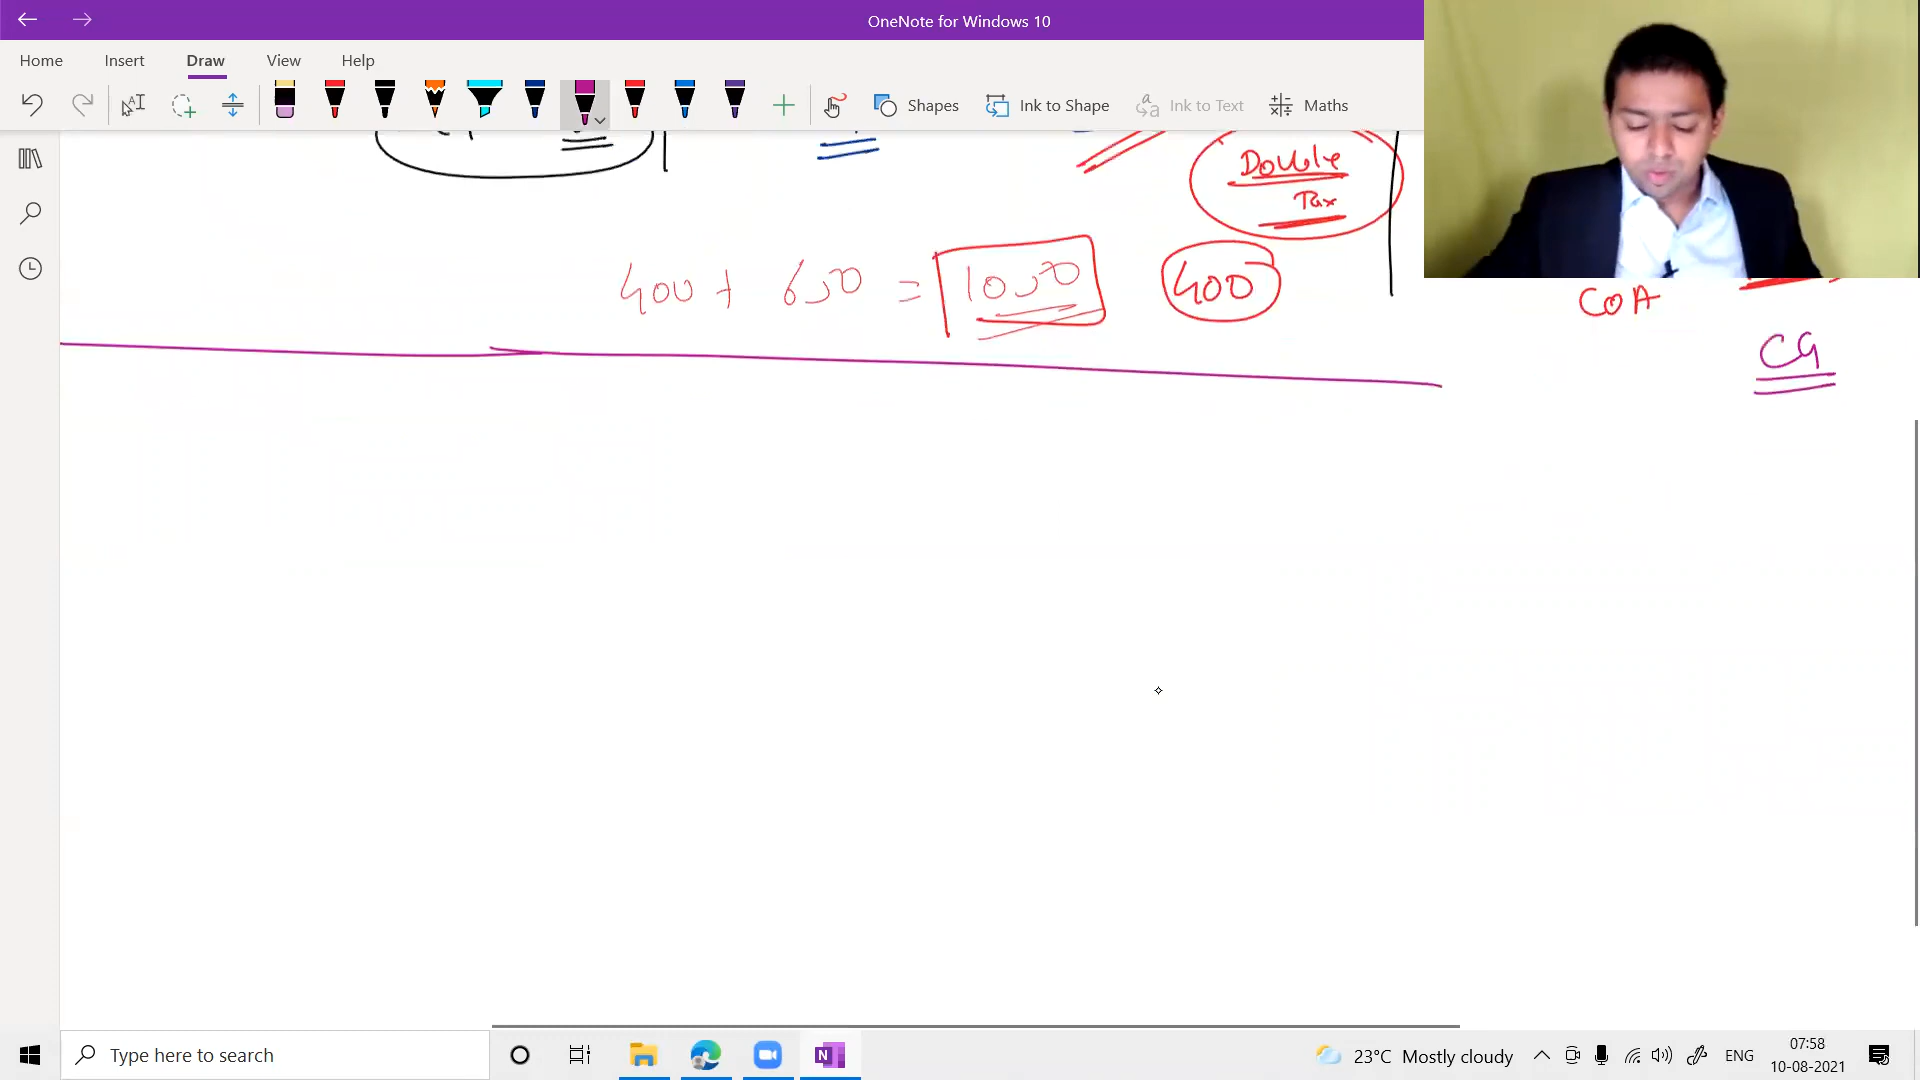 OneNote for Windows 10
Home Insert Draw View Help
Shapes Ink to Shape Ink to Text Maths
Double
Tax
400 + 600 = 1000 400
COA
CG
Type here to search
23°C Mostly cloudy ENG
07:58
10-08-2021